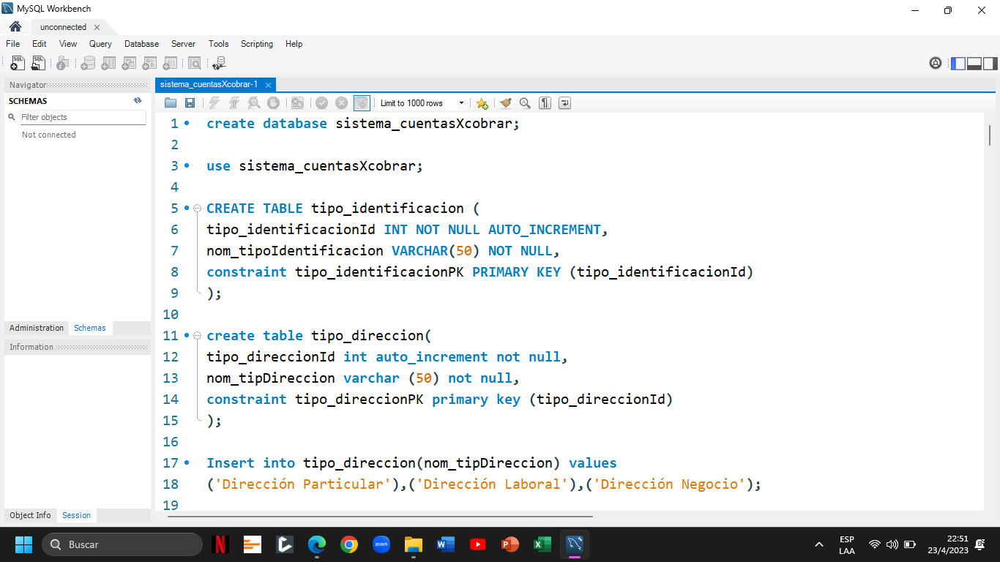 MySQL Workbench
unconnected
File Edit View Query Database Server Tools Scripting Help
SQL SQL
Navigator
SCHEMAS
Filter objects
Not connected
Administration Schemas
Information
Object Info Session
sistema_cuentasXcobrar-1
Limit to 1000 rows
1 create database sistema_cuentasXcobrar;
2
3 use sistema_cuentasXcobrar;
4
5 CREATE TABLE tipo_identificacion (
6 tipo_identificacionId INT NOT NULL AUTO_INCREMENT,
7 nom_tipoIdentificacion VARCHAR(50) NOT NULL,
8 constraint tipo_identificacionPK PRIMARY KEY (tipo_identificacionId)
9 );
10
11 create table tipo_direccion(
12 tipo_direccionId int auto_increment not null,
13 nom_tipDireccion varchar (50) not null,
14 constraint tipo_direccionPK primary key (tipo_direccionId)
15 );
16
17 Insert into tipo_direccion(nom_tipDireccion) values
18 ('Dirección Particular'),('Dirección Laboral'),('Dirección Negocio');
19
Buscar
zoom
ESP
LAA
22:51
23/4/2023